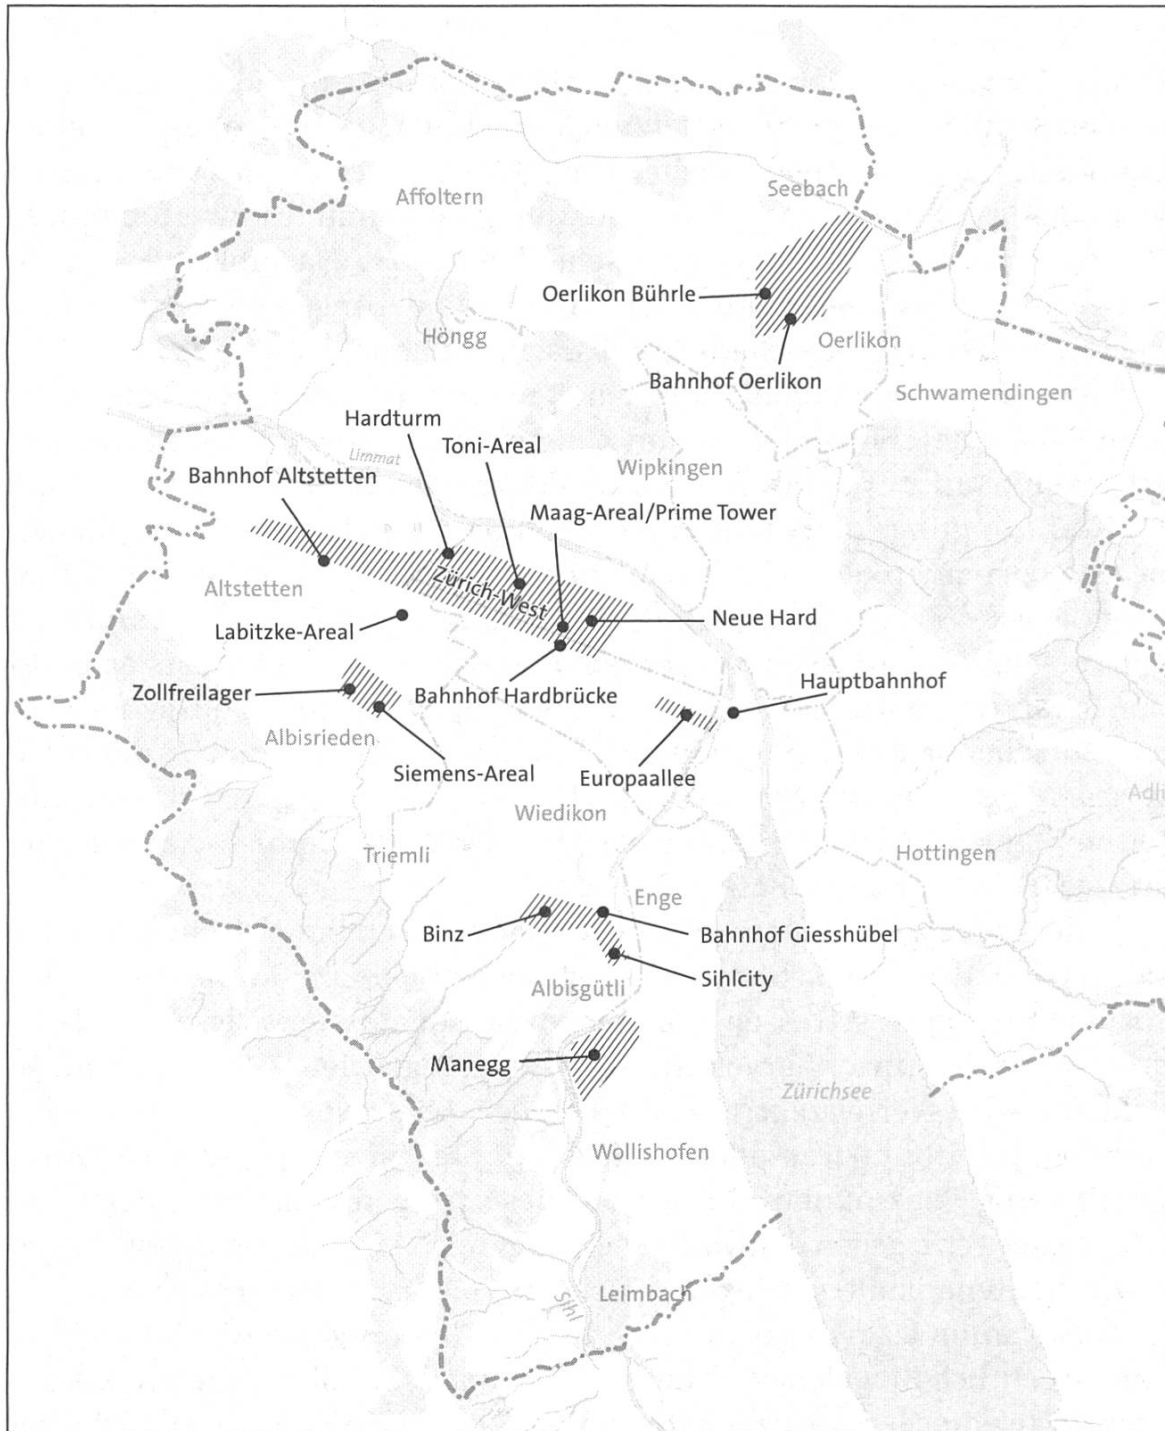 Affoltern
Seebach
Oerlikon Bührle
Höngg
Oerlikon
Bahnhof Oerlikon
Schwamendingen
Hardturm
Toni-Areal
Limmat
Wipkingen
Bahnhof Altstetten
Maag-Areal/Prime Tower
Zürich-West
Altstetten
Labitzke-Areal
Neue Hard
Zollfreilager
Bahnhof Hardbrücke
Hauptbahnhof
Albisrieden
Siemens-Areal
Europaallee
Wiedikon
Adli
Triemli
Hottingen
Enge
Binz
Bahnhof Giesshübel
Sihlcity
Albisgütli
Manegg
Zürichsee
Wollishofen
Leimbach
Sihl